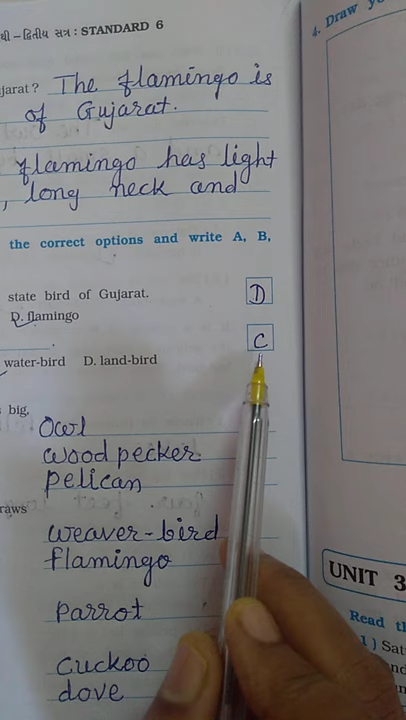 થી – દ્વિતીય સત્ર : STANDARD 6
jarat? The flamingo is
of Gujarat.
flamingo has light
, long neck and
the correct options and write A, B,
state bird of Gujarat. D
D. flamingo
C
water-bird D. land-bird
big,
Owl
wood pecker
pelican
raws
weaver-bird
flamingo
parrot
cuckoo
dove
4. Draw
UNIT 3
Read th
1) Sat